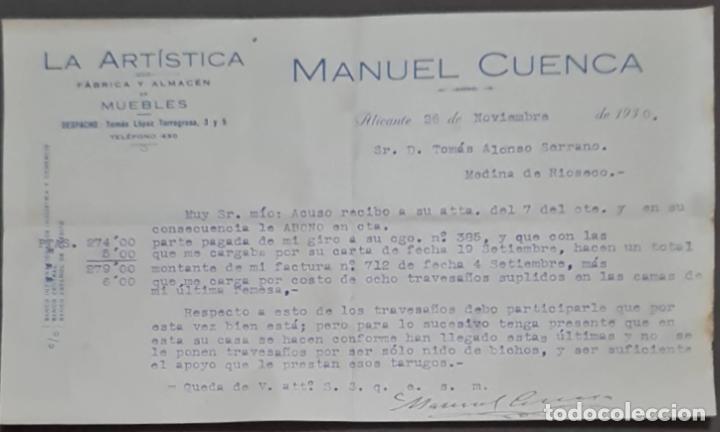 LA ARTÍSTICA
FÁBRICA Y ALMACÉN
DE
MUEBLES
DESPACHO: Tomás López Torregrosa, 3 y 5
TELÉFONO 430
MANUEL CUENCA
Alicante 26 de Noviembre de 1930.
Sr. D. Tomás Alonso Serrano.
Medina de Rioseco.-
Muy Sr. mío: Acuso recibo a su atta. del 7 del cte. y en su
consecuencia le ABONO en cta.
PTAS. 274'00 parte pagada de mi giro a su cgo. nº. 385, y que con las
5'00 que me cargaba por su carta de fecha 19 Setiembre, hacen un total
279'00 montante de mi factura nº. 712 de fecha 4 Setiembre, más
6'00 que me carga por costo de ocho travesaños suplidos en las camas de
mi última remesa,-
Respecto a esto de los travesaños debo participarle que por
esta vez bien está; pero para lo sucesivo tenga presente que en
esta su casa se hacen conforme han llegado estas últimas y no se
le ponen travesaños por ser sólo nido de bichos, y ser suficiente
el apoyo que le prestan esos tarugos.-
- Queda de V. attº. S. S. q. e. s. m.
Manuel Cuenca
C/C
todocoleccion.net